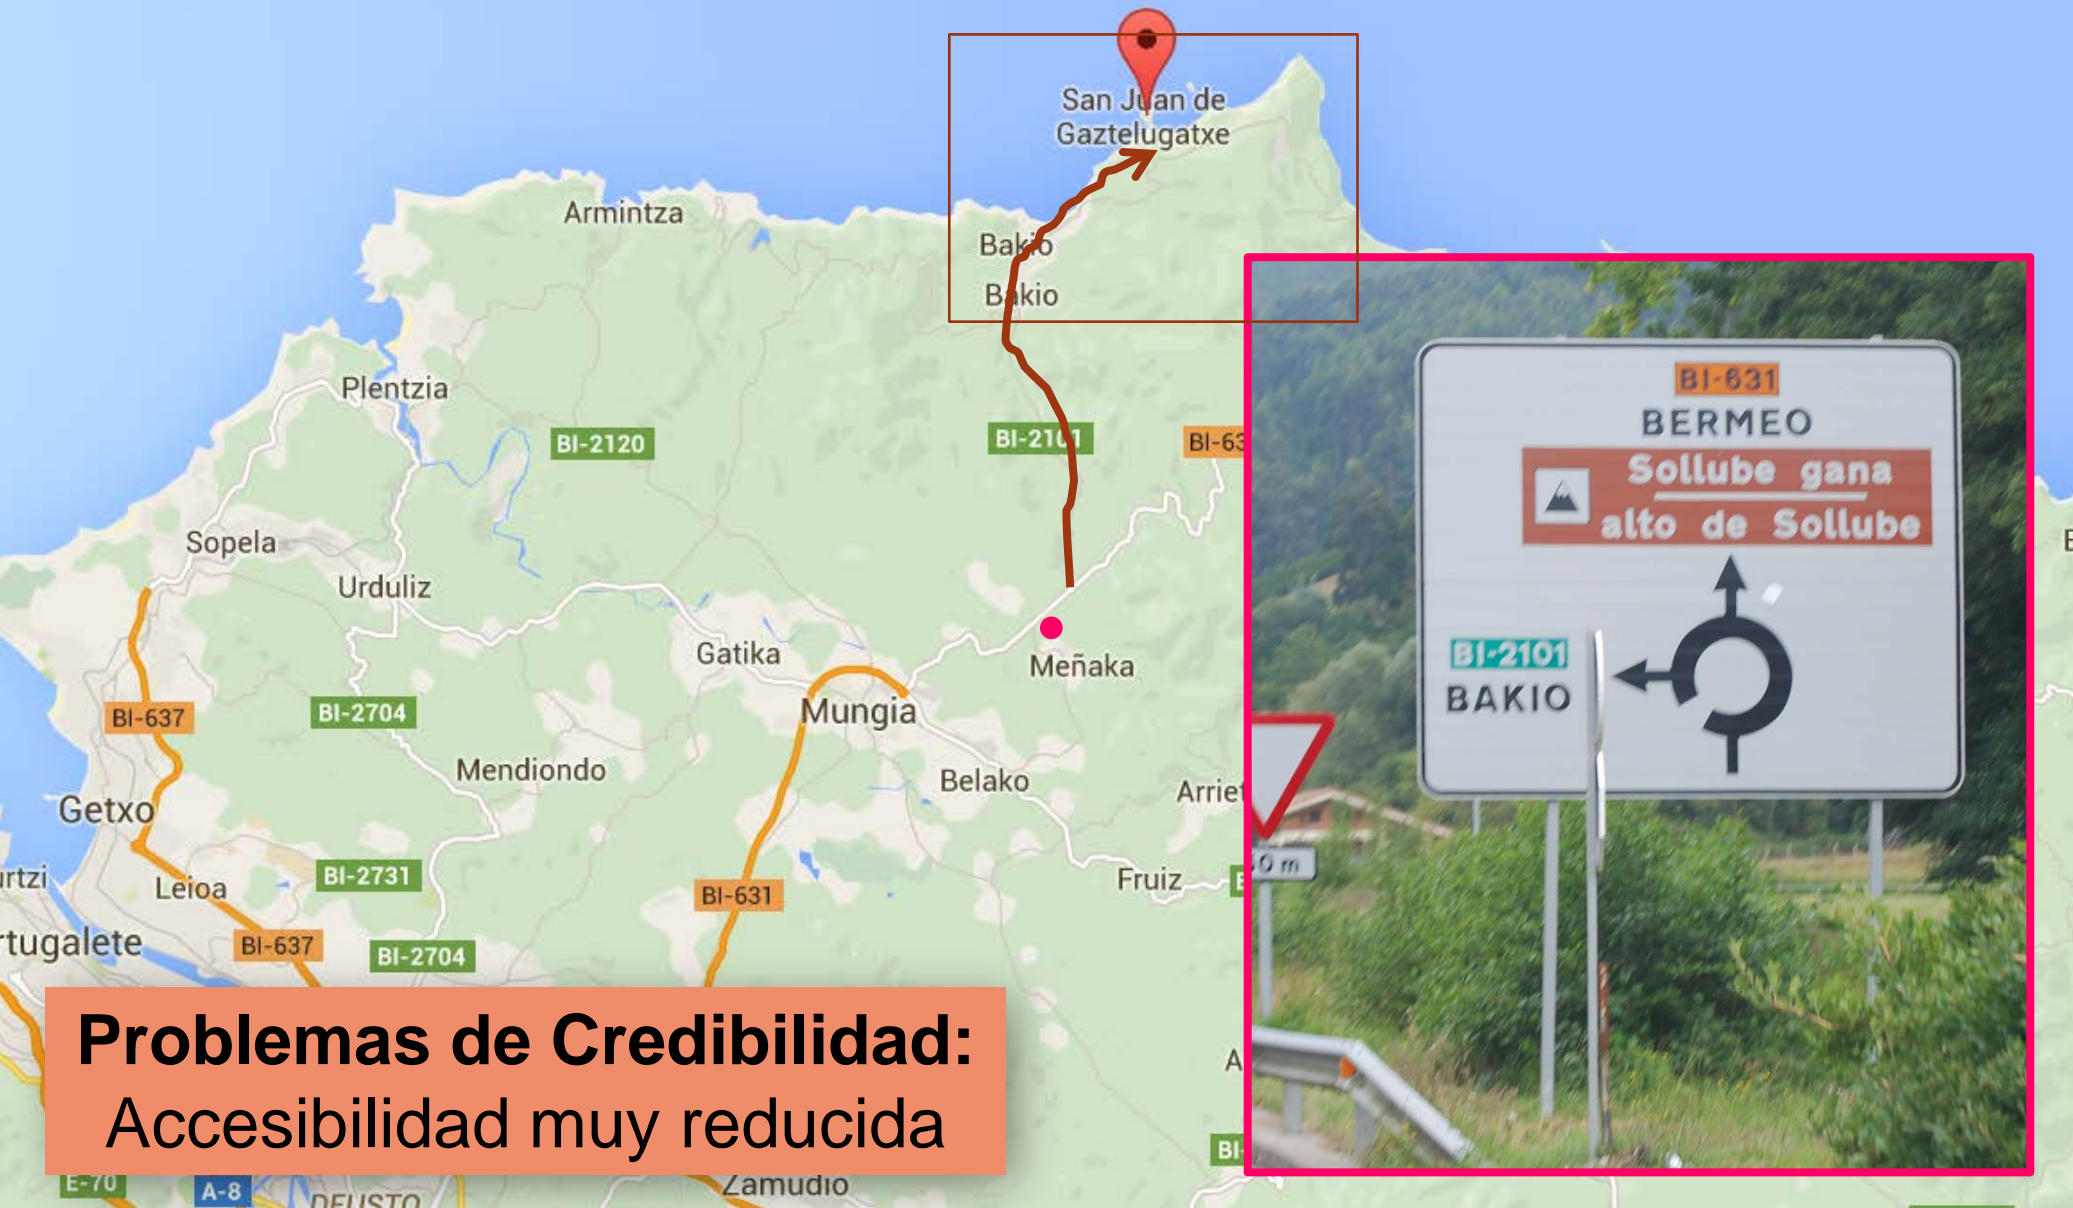 San Juan de
Gaztelugatxe
Armintza
Bakio
Bakio
Plentzia
BI-2120
BI-2101
BI-63
Sopela
Urduliz
Gatika
Meñaka
Mungia
BI-637
BI-2704
Mendiondo
Belako
Getxo
Leioa
BI-2731
BI-631
Fruiz
BI-637
BI-2704
BI-631
BERMEO
Sollube gana
alto de Sollube
BI-2101
BAKIO
Problemas de Credibilidad:
Accesibilidad muy reducida
E-70
A-8
DEUSTO
Zamudio